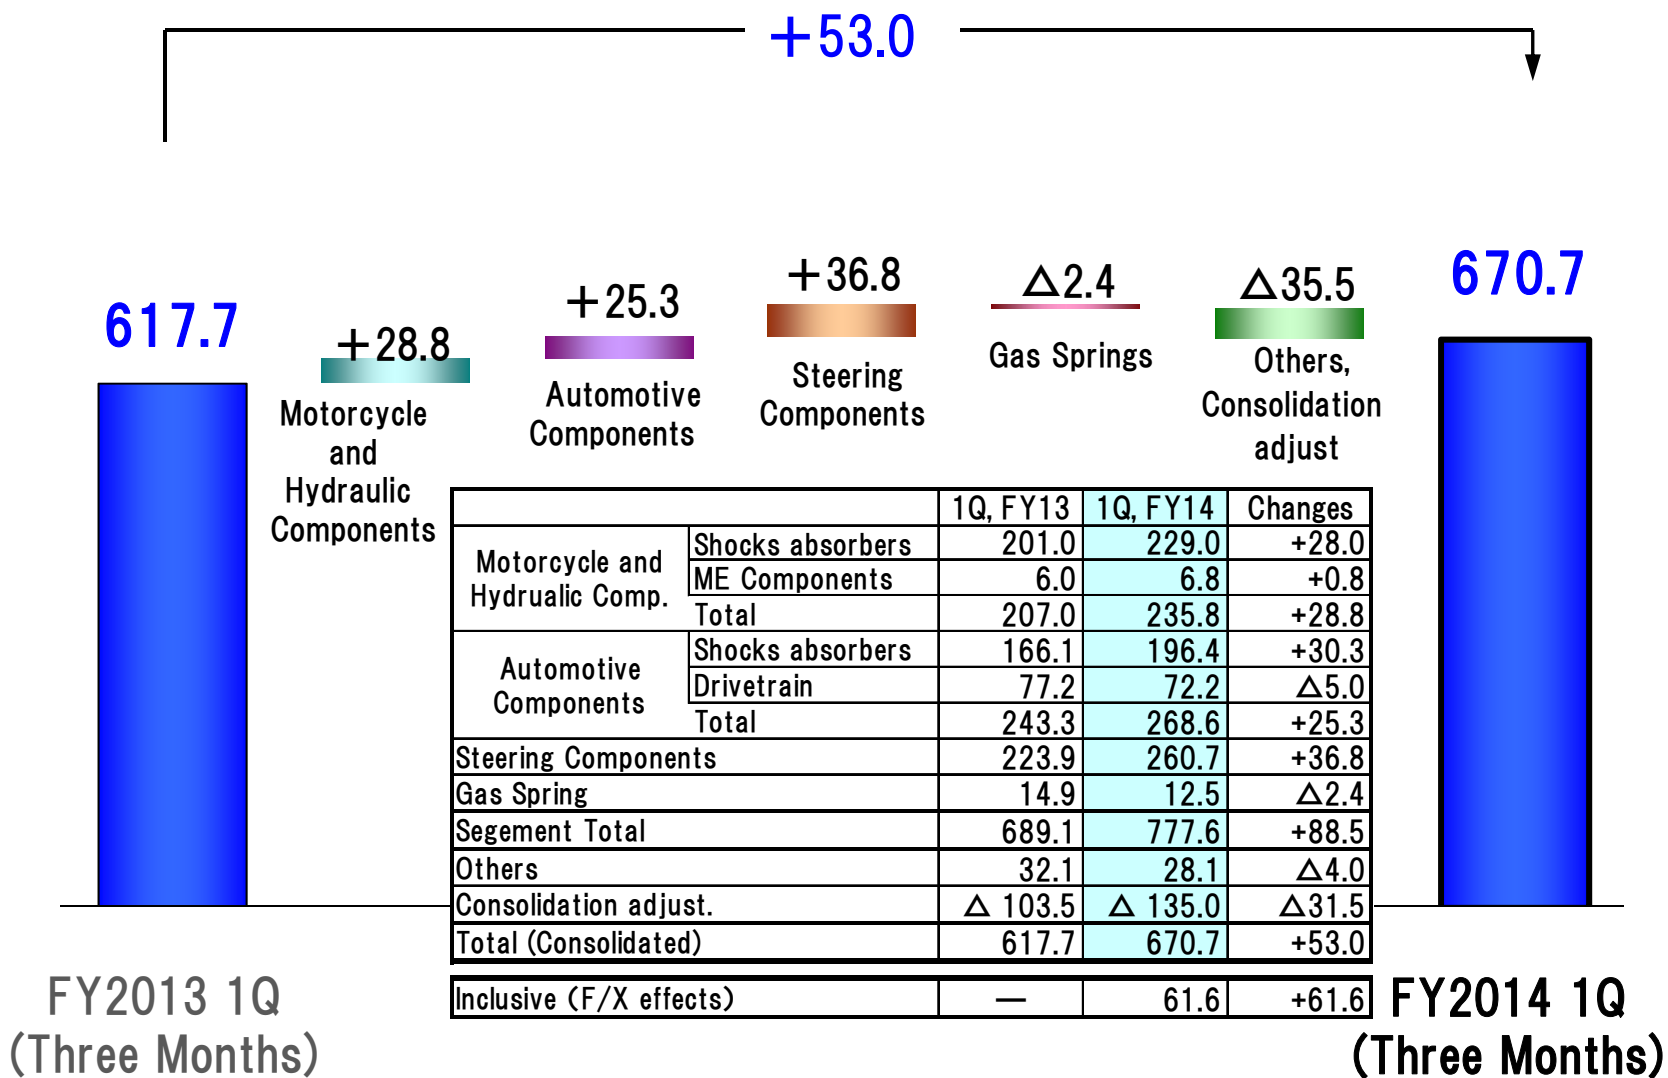 +53.0
617.7
+28.8
Motorcycle
and
Hydraulic
Components
+25.3
Automotive
Components
+36.8
Steering
Components
△2.4
Gas Springs
△35.5
Others,
Consolidation
adjust
670.7
1Q, FY13 1Q, FY14 Changes
Motorcycle and
Hydrualic Comp.
Shocks absorbers 201.0 229.0 +28.0
ME Components 6.0 6.8 +0.8
Total 207.0 235.8 +28.8
Automotive
Components
Shocks absorbers 166.1 196.4 +30.3
Drivetrain 77.2 72.2 △5.0
Total 243.3 268.6 +25.3
Steering Components 223.9 260.7 +36.8
Gas Spring 14.9 12.5 △2.4
Segement Total 689.1 777.6 +88.5
Others 32.1 28.1 △4.0
Consolidation adjust. △ 103.5 △ 135.0 △31.5
Total (Consolidated) 617.7 670.7 +53.0
Inclusive (F/X effects) — 61.6 +61.6
FY2013 1Q
(Three Months)
FY2014 1Q
(Three Months)